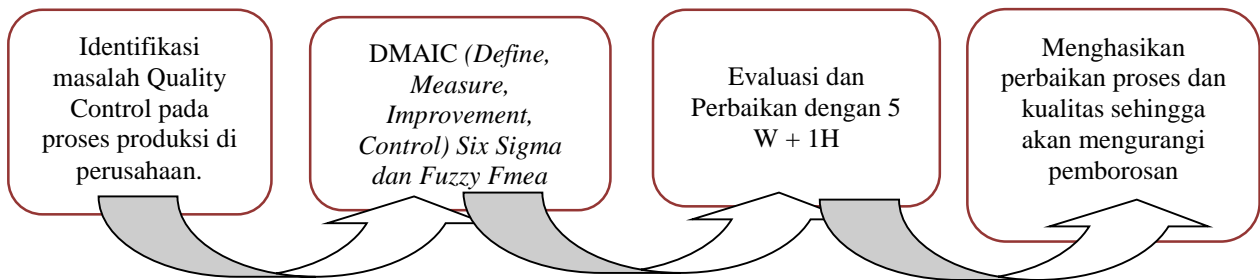 Identifikasi
masalah Quality
Control pada
proses produksi di
perusahaan.
DMAIC (Define,
Measure,
Improvement,
Control) Six Sigma
dan Fuzzy Fmea
Evaluasi dan
Perbaikan dengan 5
W + 1H
Menghasikan
perbaikan proses dan
kualitas sehingga
akan mengurangi
pemborosan